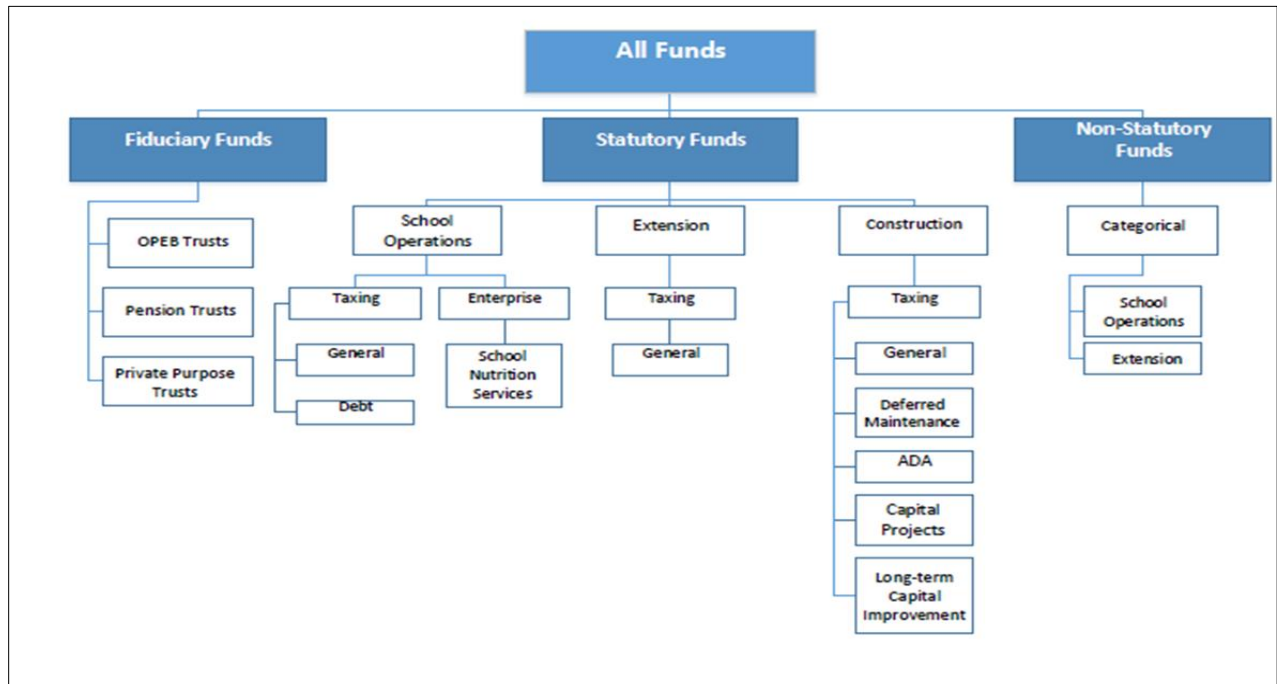 All Funds
Fiduciary Funds
Statutory Funds
Non-Statutory
Funds
OPEB Trusts
Pension Trusts
Private Purpose
Trusts
School
Operations
Taxing
General
Debt
Enterprise
School
Nutrition
Services
Extension
Taxing
General
Construction
Taxing
General
Deferred
Maintenance
ADA
Capital
Projects
Long-term
Capital
Improvement
Categorical
School
Operations
Extension